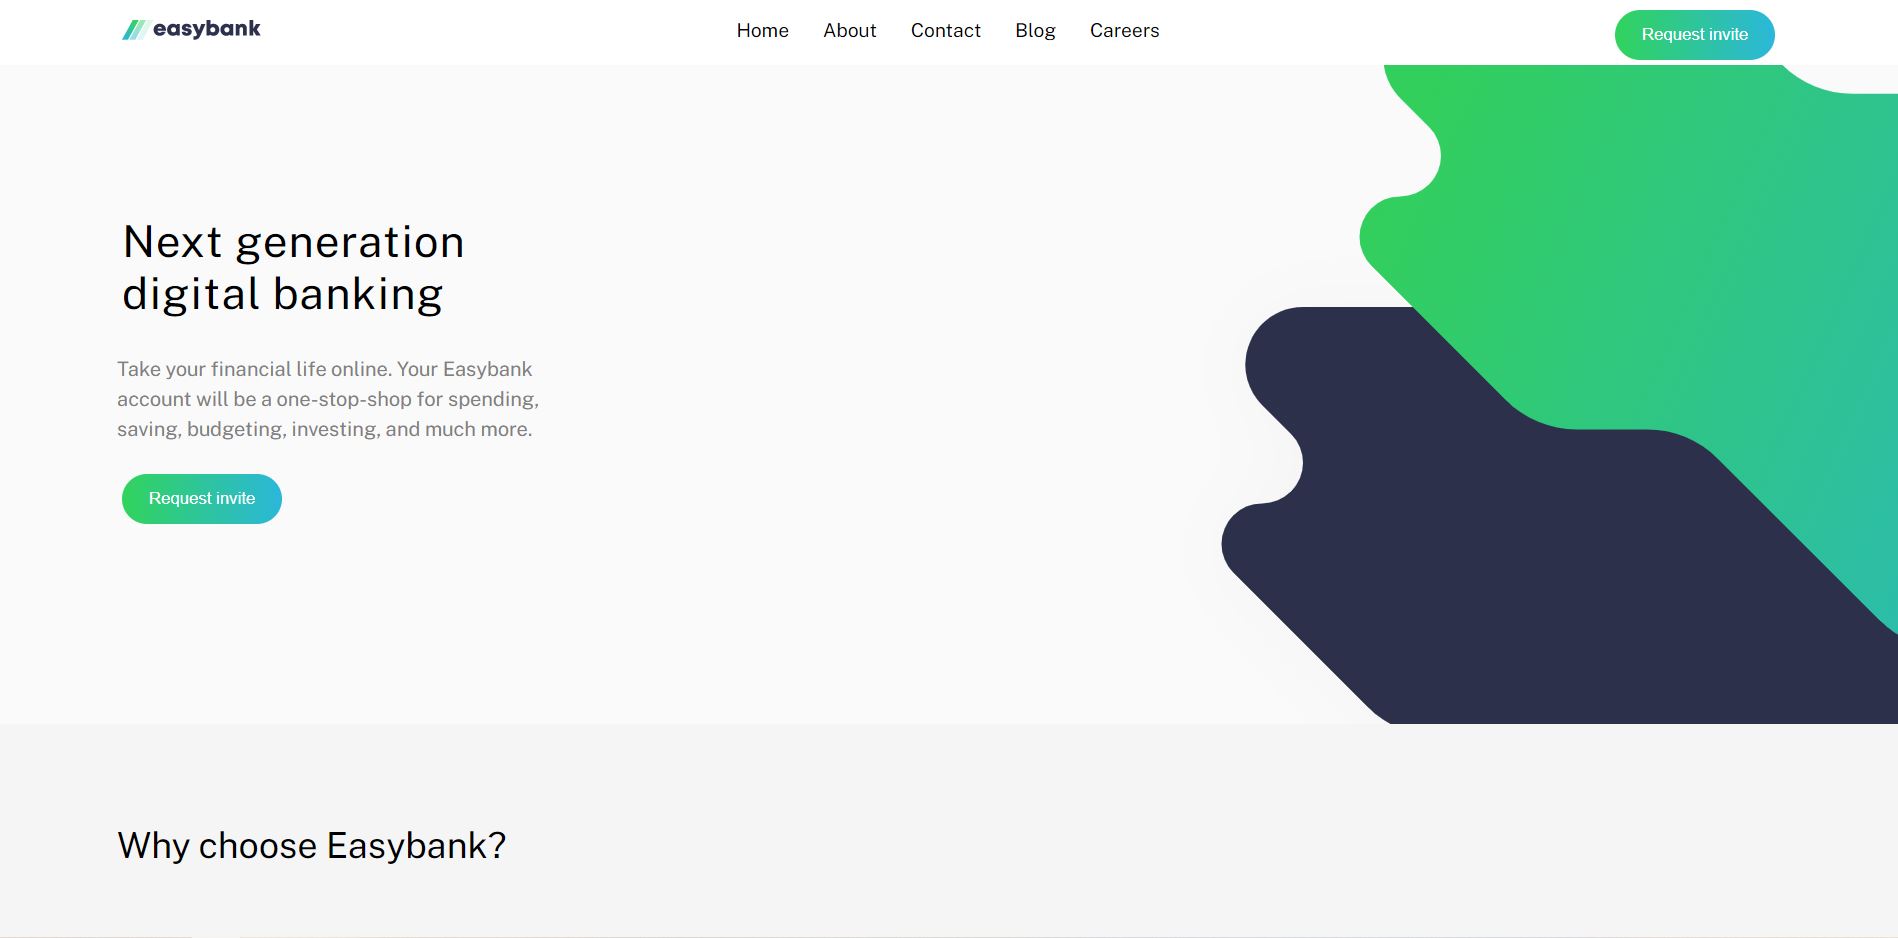 easybank
Home About Contact Blog Careers
Request invite
Next generation
digital banking
Take your financial life online. Your Easybank
account will be a one-stop-shop for spending,
saving, budgeting, investing, and much more.
Request invite
Why choose Easybank?